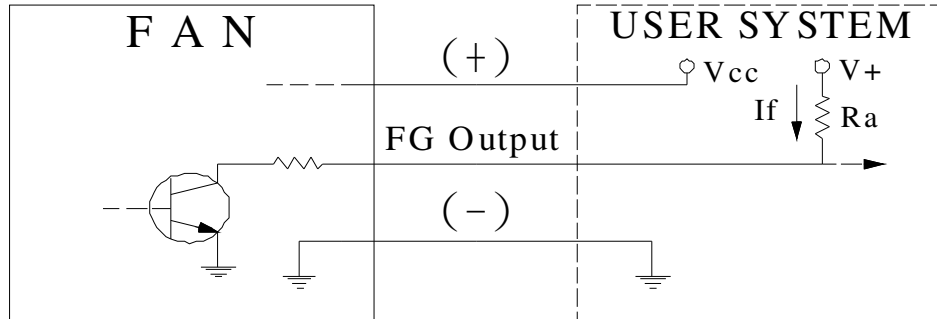 F A N
USER SYSTEM
(+)
Vcc
V+
If
Ra
FG Output
(-)